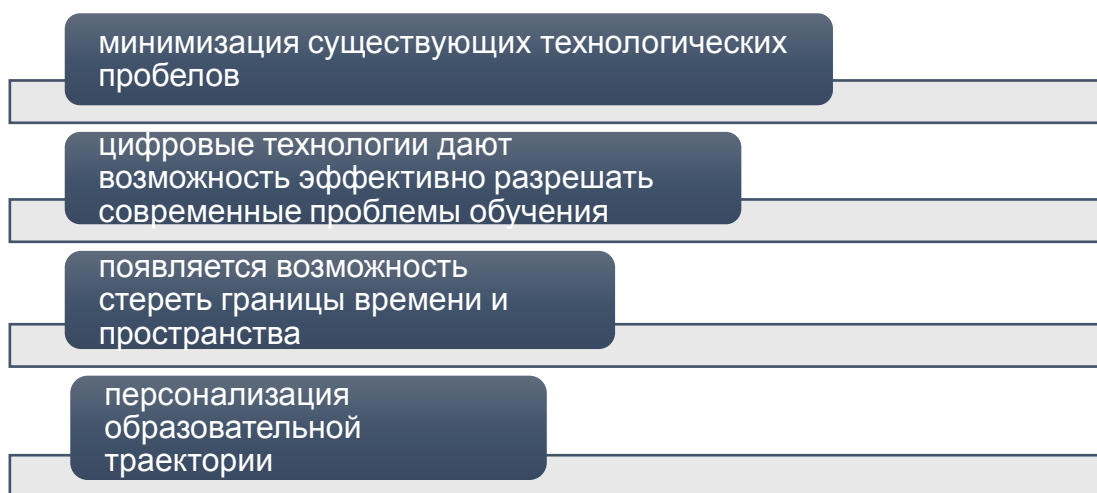 минимизация существующих технологических
пробелов
цифровые технологии дают
возможность эффективно разрешать
современные проблемы обучения
появляется возможность
стереть границы времени и
пространства
персонализация
образовательной
траектории